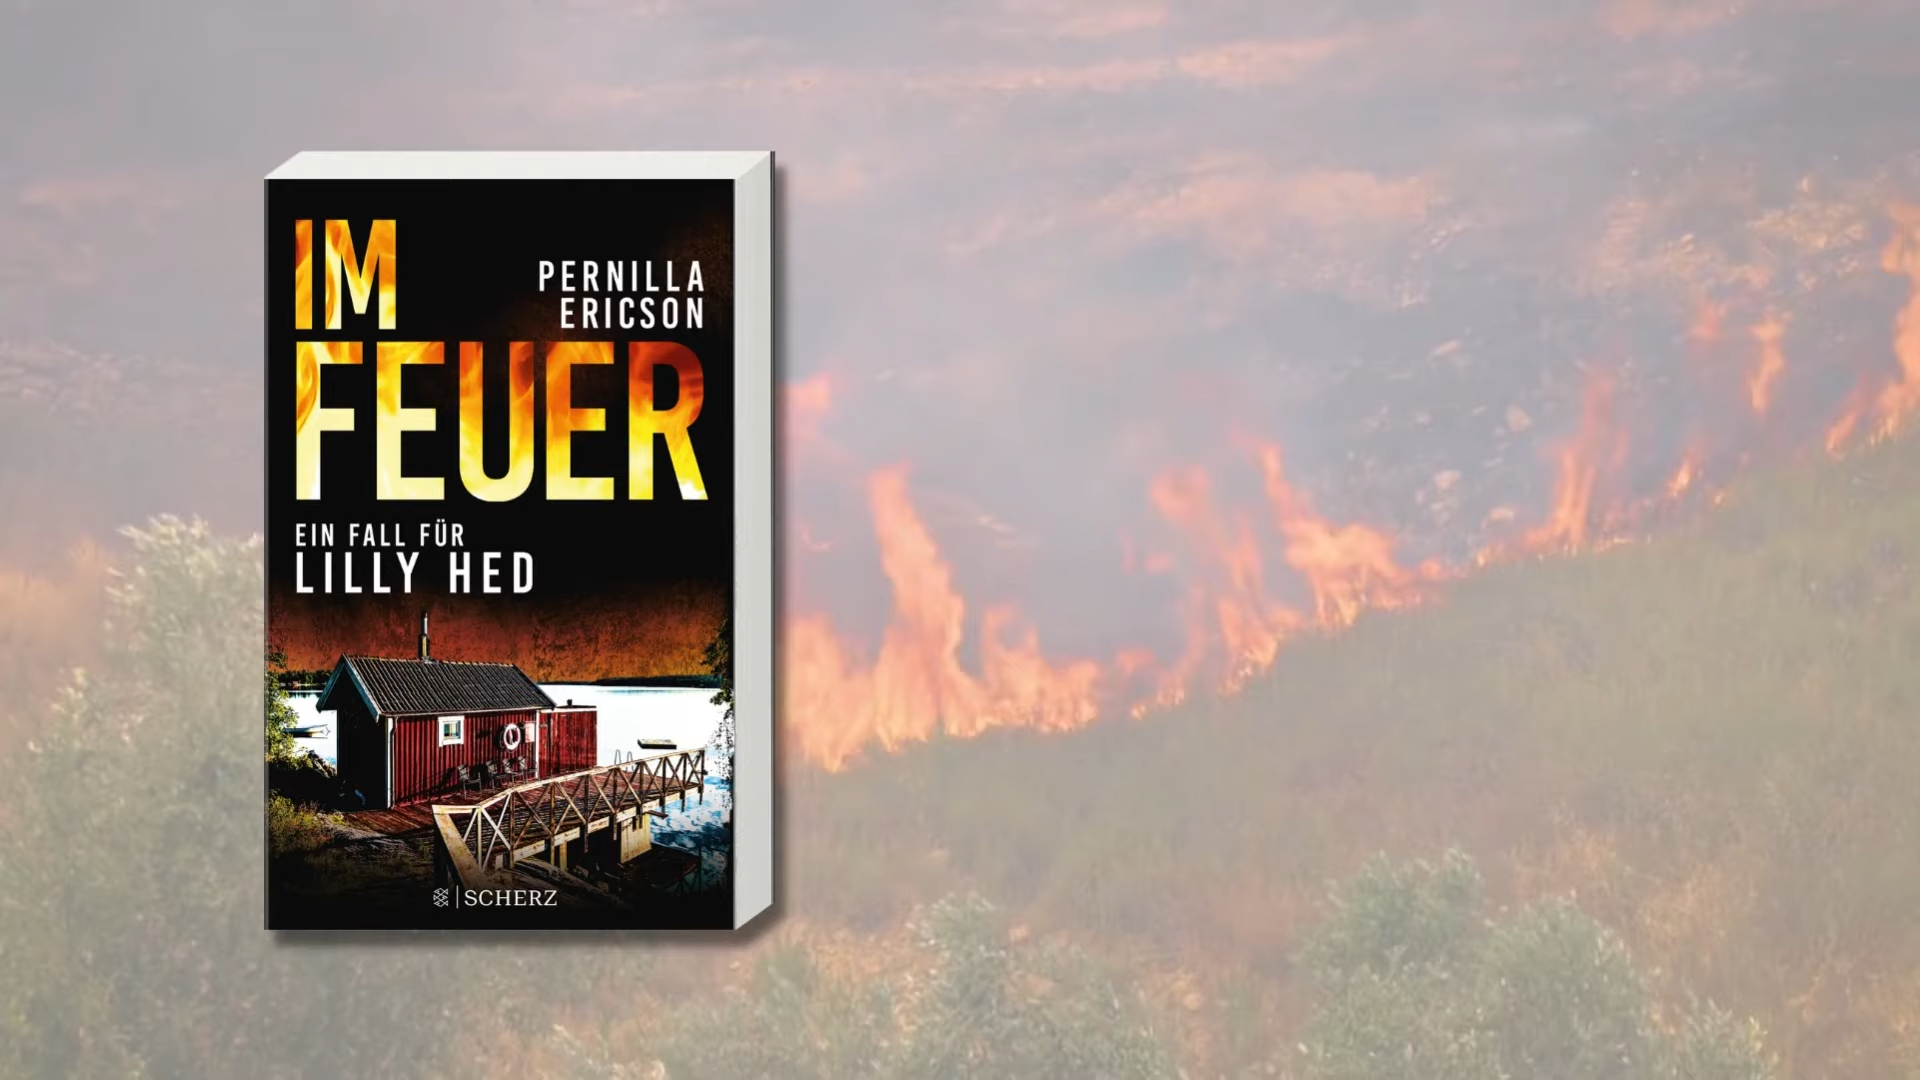 IM
PERNILLA
ERICSON
FEUER
EIN FALL FÜR
LILLY HED
SCHERZ